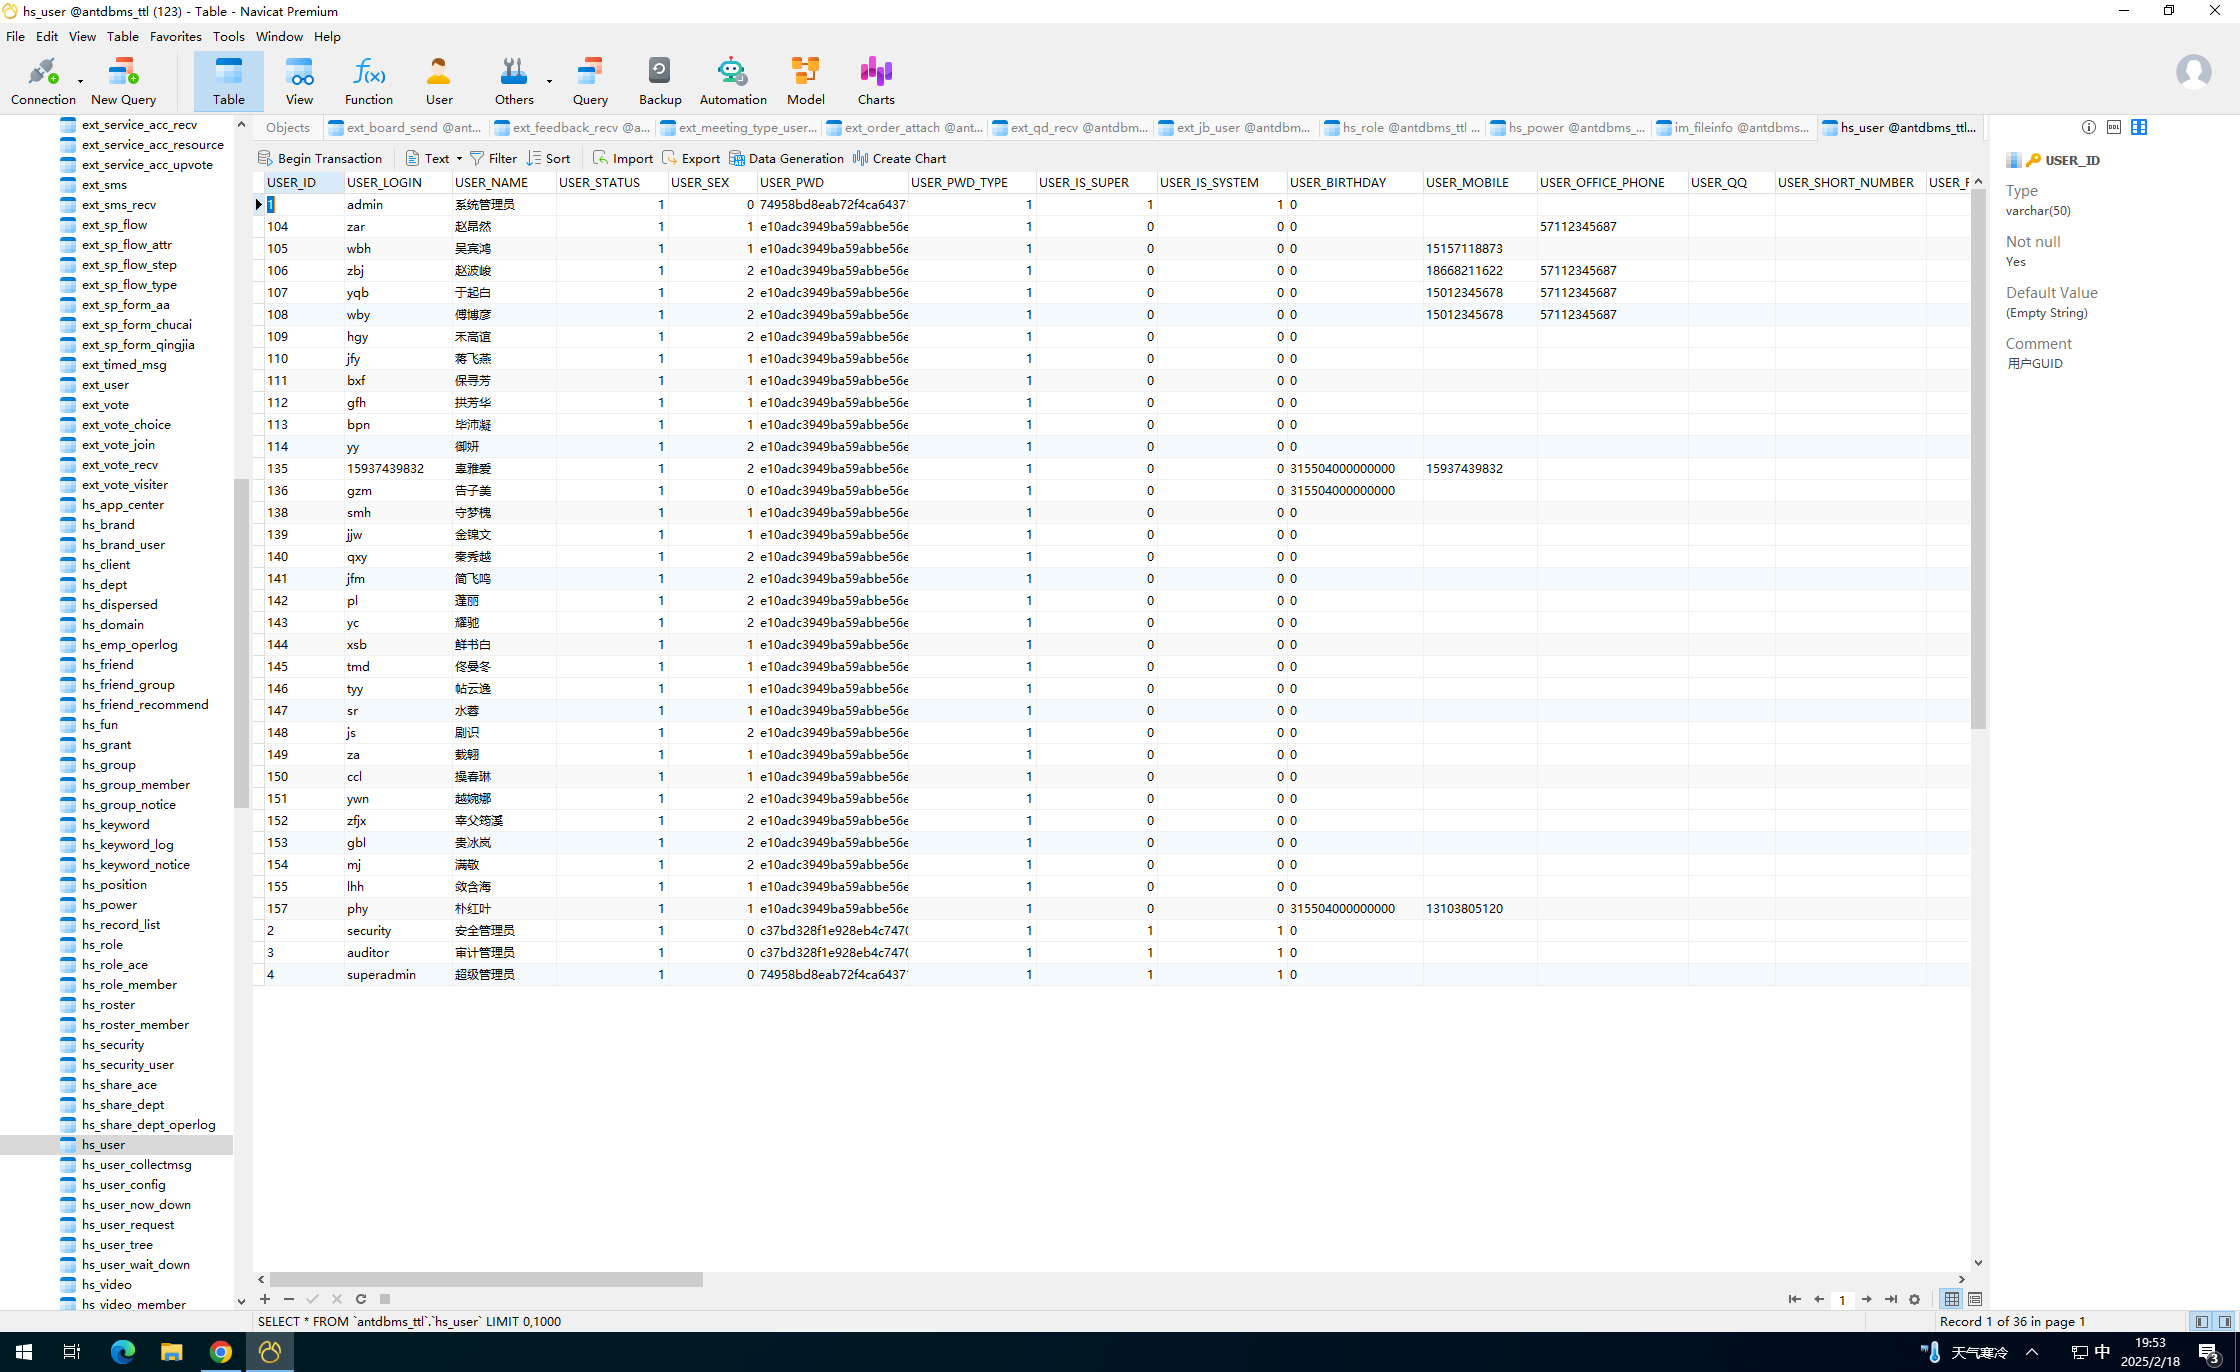 hs_user @antdbms_ttl (123) - Table - Navicat Premium
File Edit View Table Favorites Tools Window Help
Connection New Query Table View Function User Others Query Backup Automation Model Charts
Objects ext_board_send @ant... ext_feedback_recv @a... ext_meeting_type_user... ext_order_attach @ant... ext_qd_recv @antdbm... ext_jb_user @antdbm... hs_role @antdbms_ttl ... hs_power @antdbms_... im_fileinfo @antdbms... hs_user @antdbms_ttl...
Begin Transaction Text Filter Sort Import Export Data Generation Create Chart
ext_service_acc_recv
ext_service_acc_resource
ext_service_acc_upvote
ext_sms
ext_sms_recv
ext_sp_flow
ext_sp_flow_attr
ext_sp_flow_step
ext_sp_flow_type
ext_sp_form_aa
ext_sp_form_chucai
ext_sp_form_qingjia
ext_timed_msg
ext_user
ext_vote
ext_vote_choice
ext_vote_join
ext_vote_recv
ext_vote_visiter
hs_app_center
hs_brand
hs_brand_user
hs_client
hs_dept
hs_dispersed
hs_domain
hs_emp_operlog
hs_friend
hs_friend_group
hs_friend_recommend
hs_fun
hs_grant
hs_group
hs_group_member
hs_group_notice
hs_keyword
hs_keyword_log
hs_keyword_notice
hs_position
hs_power
hs_record_list
hs_role
hs_role_ace
hs_role_member
hs_roster
hs_roster_member
hs_security
hs_security_user
hs_share_ace
hs_share_dept
hs_share_dept_operlog
hs_user
hs_user_collectmsg
hs_user_config
hs_user_now_down
hs_user_request
hs_user_tree
hs_user_wait_down
hs_video
hs_video_member
USER_ID USER_LOGIN USER_NAME USER_STATUS USER_SEX USER_PWD USER_PWD_TYPE USER_IS_SUPER USER_IS_SYSTEM USER_BIRTHDAY USER_MOBILE USER_OFFICE_PHONE USER_QQ USER_SHORT_NUMBER
1 admin 系统管理员 1 0 74958bd8eab72f4ca6437 1 1 1 0
104 zar 赵昂然 1 1 e10adc3949ba59abbe56e 1 0 0 0 57112345687
105 wbh 吴宾鸿 1 1 e10adc3949ba59abbe56e 1 0 0 0 15157118873
106 zbj 赵波峻 1 2 e10adc3949ba59abbe56e 1 0 0 0 18668211622 57112345687
107 yqb 于起白 1 2 e10adc3949ba59abbe56e 1 0 0 0 15012345678 57112345687
108 wby 傅博彦 1 2 e10adc3949ba59abbe56e 1 0 0 0 15012345678 57112345687
109 hgy 禾高谊 1 2 e10adc3949ba59abbe56e 1 0 0 0
110 jfy 蒋飞燕 1 1 e10adc3949ba59abbe56e 1 0 0 0
111 bxf 保寻芳 1 1 e10adc3949ba59abbe56e 1 0 0 0
112 gfh 拱芳华 1 1 e10adc3949ba59abbe56e 1 0 0 0
113 bpn 毕沛凝 1 1 e10adc3949ba59abbe56e 1 0 0 0
114 yy 御妍 1 2 e10adc3949ba59abbe56e 1 0 0 0
135 15937439832 辜雅爱 1 2 e10adc3949ba59abbe56e 1 0 0 315504000000000 15937439832
136 gzm 告子美 1 0 e10adc3949ba59abbe56e 1 0 0 315504000000000
138 smh 守梦槐 1 1 e10adc3949ba59abbe56e 1 0 0 0
139 jjw 金锦文 1 1 e10adc3949ba59abbe56e 1 0 0 0
140 qxy 秦秀越 1 2 e10adc3949ba59abbe56e 1 0 0 0
141 jfm 简飞鸣 1 2 e10adc3949ba59abbe56e 1 0 0 0
142 pl 蓬丽 1 2 e10adc3949ba59abbe56e 1 0 0 0
143 yc 耀驰 1 2 e10adc3949ba59abbe56e 1 0 0 0
144 xsb 鲜书白 1 1 e10adc3949ba59abbe56e 1 0 0 0
145 tmd 佟曼冬 1 1 e10adc3949ba59abbe56e 1 0 0 0
146 tyy 帖云逸 1 1 e10adc3949ba59abbe56e 1 0 0 0
147 sr 水蓉 1 1 e10adc3949ba59abbe56e 1 0 0 0
148 js 剧识 1 2 e10adc3949ba59abbe56e 1 0 0 0
149 za 载翱 1 1 e10adc3949ba59abbe56e 1 0 0 0
150 ccl 操春琳 1 1 e10adc3949ba59abbe56e 1 0 0 0
151 ywn 越婉娜 1 2 e10adc3949ba59abbe56e 1 0 0 0
152 zfjx 宰父筠溪 1 2 e10adc3949ba59abbe56e 1 0 0 0
153 gbl 贵冰岚 1 2 e10adc3949ba59abbe56e 1 0 0 0
154 mj 满敬 1 2 e10adc3949ba59abbe56e 1 0 0 0
155 lhh 敛含海 1 1 e10adc3949ba59abbe56e 1 0 0 0
157 phy 朴红叶 1 1 e10adc3949ba59abbe56e 1 0 0 315504000000000 13103805120
2 security 安全管理员 1 0 c37bd328f1e928eb4c7470 1 1 1 0
3 auditor 审计管理员 1 0 c37bd328f1e928eb4c7470 1 1 1 0
4 superadmin 超级管理员 1 0 74958bd8eab72f4ca6437 1 1 1 0
USER_ID
Type
varchar(50)
Not null
Yes
Default Value
(Empty String)
Comment
用户GUID
1
SELECT * FROM `antdbms_ttl`.`hs_user` LIMIT 0,1000
Record 1 of 36 in page 1
天气寒冷 中 19:53
2025/2/18
3